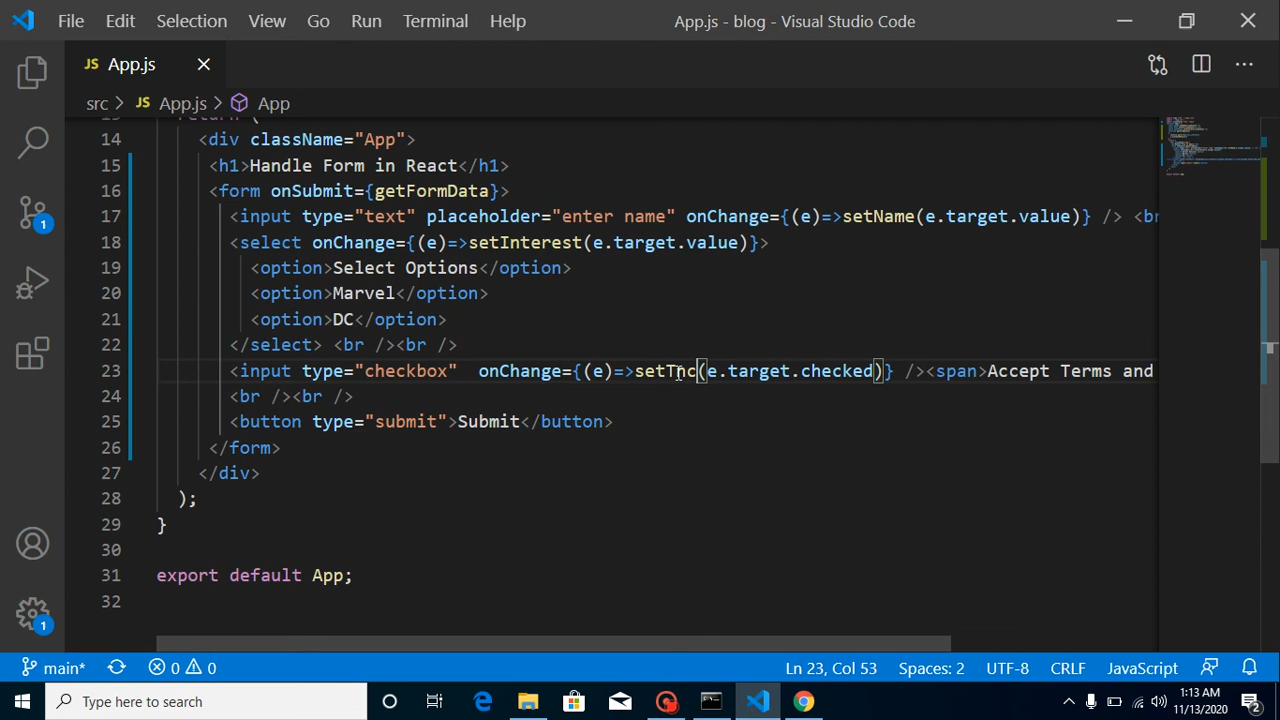 File Edit Selection View Go Run Terminal Help App.js - blog - Visual Studio Code
JS App.js
src > JS App.js > App
14 <div className="App">
15 <h1>Handle Form in React</h1>
16 <form onSubmit={getFormData}>
17 <input type="text" placeholder="enter name" onChange={(e)=>setName(e.target.value)} /> <br
18 <select onChange={(e)=>setInterest(e.target.value)}>
19 <option>Select Options</option>
20 <option>Marvel</option>
21 <option>DC</option>
22 </select> <br /><br />
23 <input type="checkbox"  onChange={(e)=>setTnc(e.target.checked)} /><span>Accept Terms and
24 <br /><br />
25 <button type="submit">Submit</button>
26 </form>
27 </div>
28 );
29 }
30
31 export default App;
32
1
1
main* 0 0 Ln 23, Col 53 Spaces: 2 UTF-8 CRLF JavaScript
Type here to search
1:13 AM
11/13/2020
2